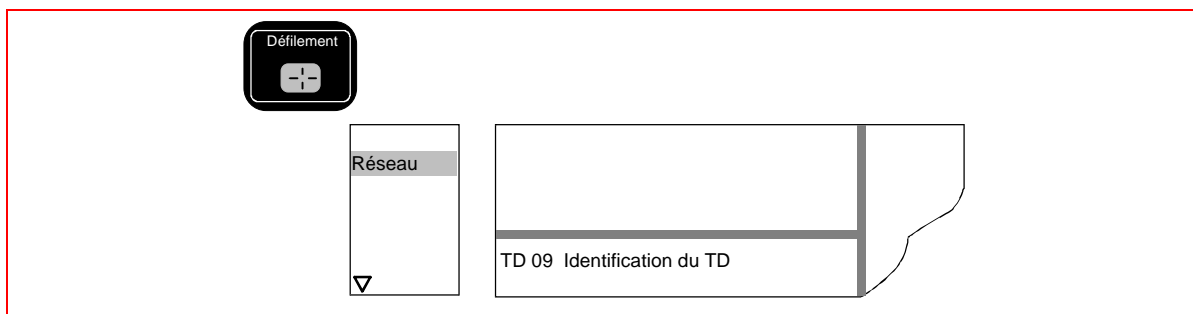 Défilement
Réseau
TD 09 Identification du TD